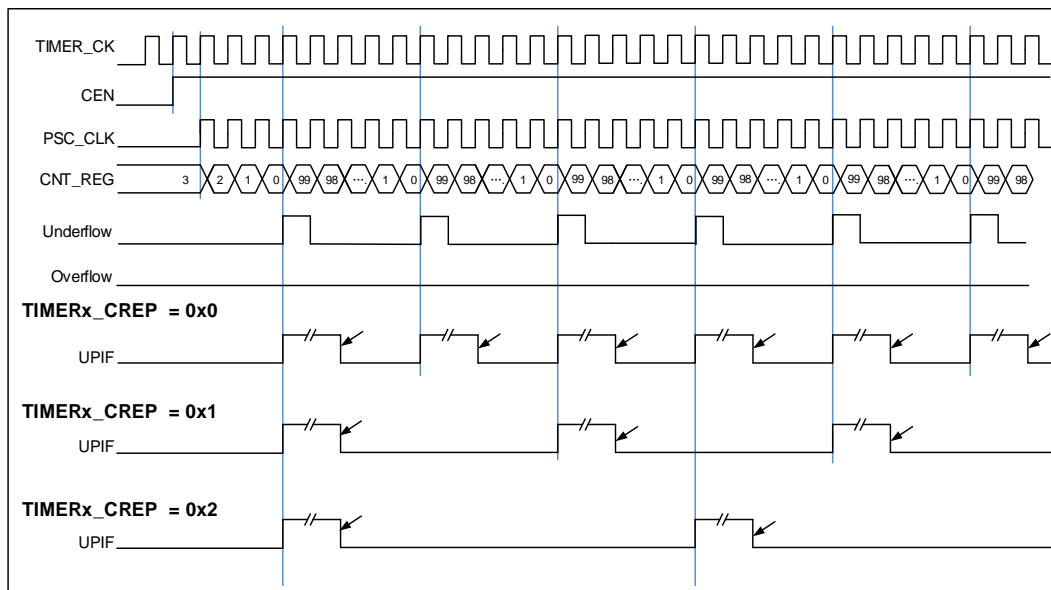 TIMER_CK
CEN
PSC_CLK
CNT_REG 3 2 1 0 99 98 …. 1 0 99 98 …. 1 0 99 98 …. 1 0 99 98 …. 1 0 99 98 …. 1 0 99 98
Underflow
Overflow
TIMERx_CREP = 0x0
UPIF
TIMERx_CREP = 0x1
UPIF
TIMERx_CREP = 0x2
UPIF